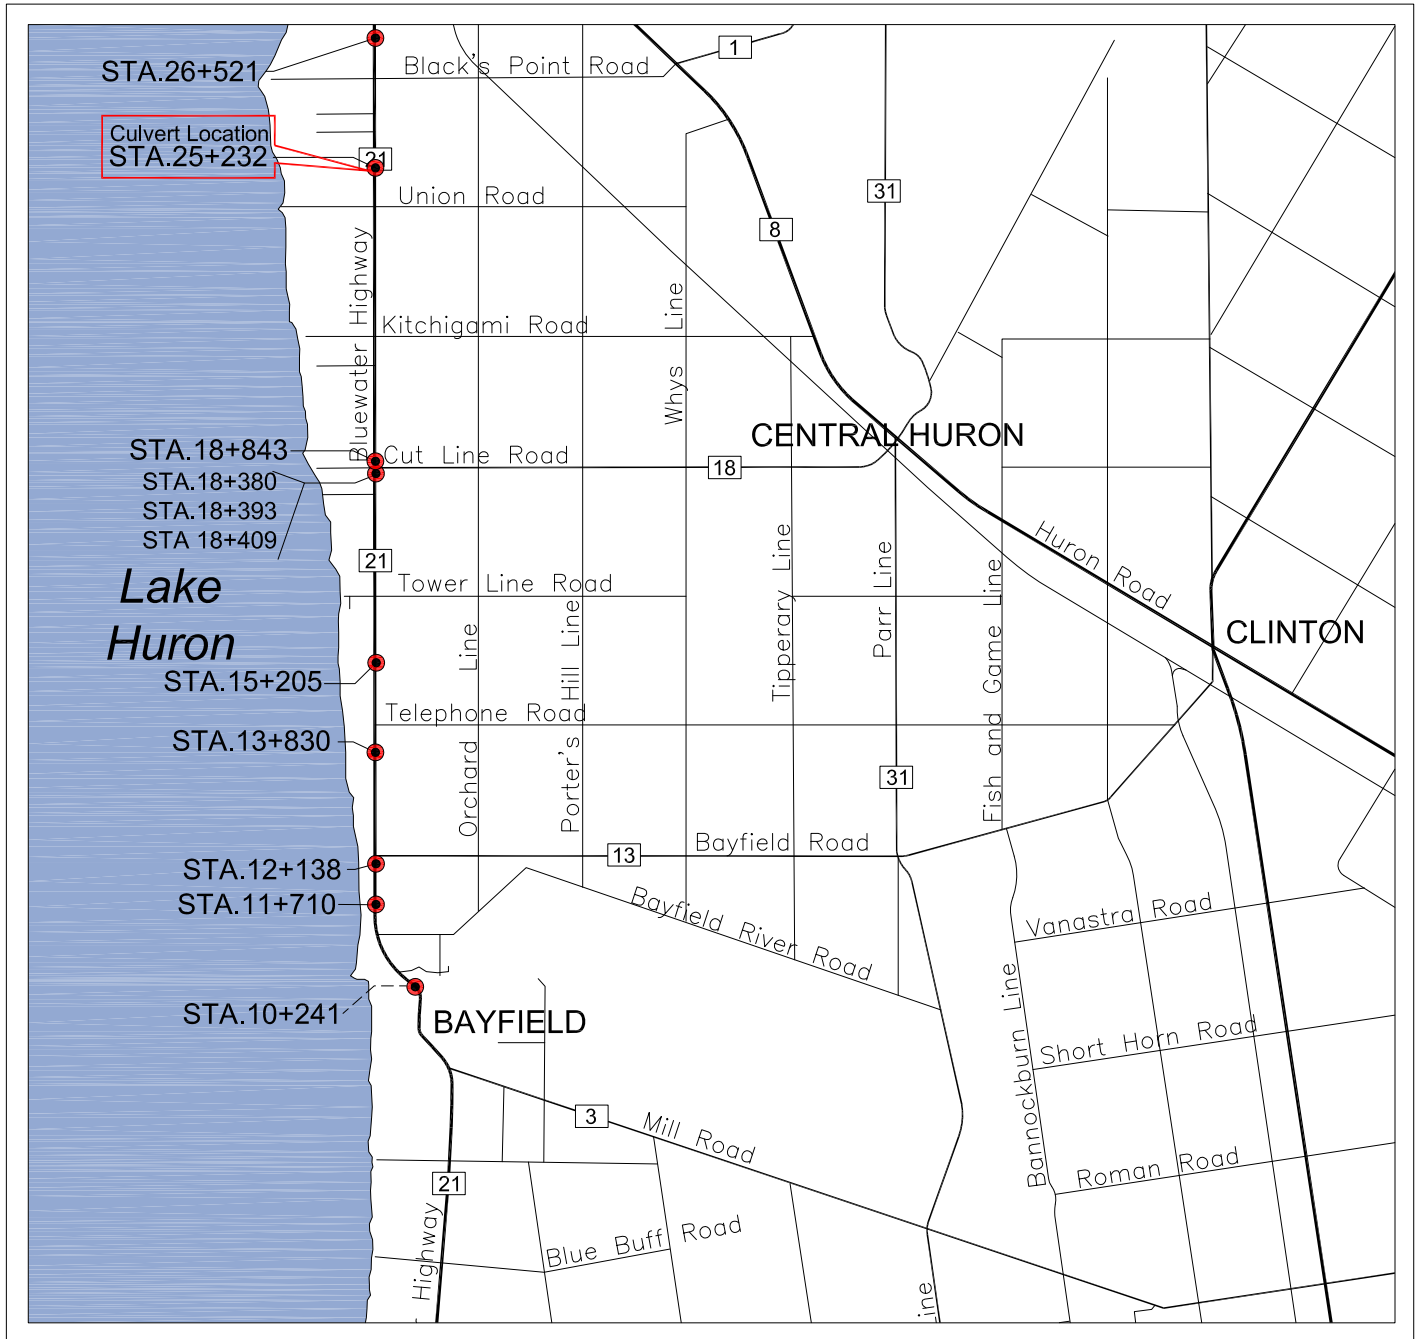 1
Black's Point Road
STA.26+521
Culvert Location
STA.25+232
21
Union Road
31
8
Bluewater Highway
Whys Line
Kitchigami Road
CENTRAL HURON
STA.18+843
Cut Line Road
18
STA.18+380
STA.18+393
STA 18+409
21
Lake
Huron
Tower Line Road
Huron Road
Tipperary Line
Parr Line
Fish and Game Line
CLINTON
Orchard Line
Porter's Hill Line
STA.15+205
Telephone Road
STA.13+830
31
Bayfield Road
13
STA.12+138
STA.11+710
Bayfield River Road
Vanastra Road
STA.10+241
BAYFIELD
Bannockburn Line
Short Horn Road
3
Mill Road
Roman Road
21
Highway
Blue Buff Road
ine